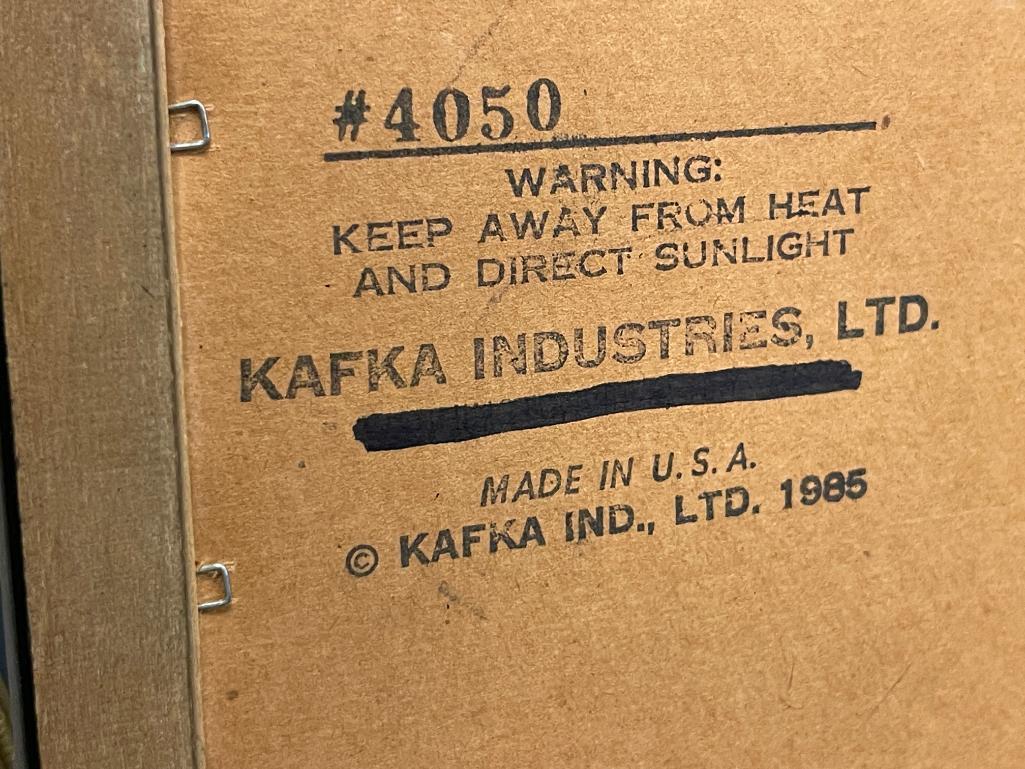 #4050
WARNING:
KEEP AWAY FROM HEAT
AND DIRECT SUNLIGHT
KAFKA INDUSTRIES, LTD.
MADE IN U.S.A.
© KAFKA IND., LTD. 1985